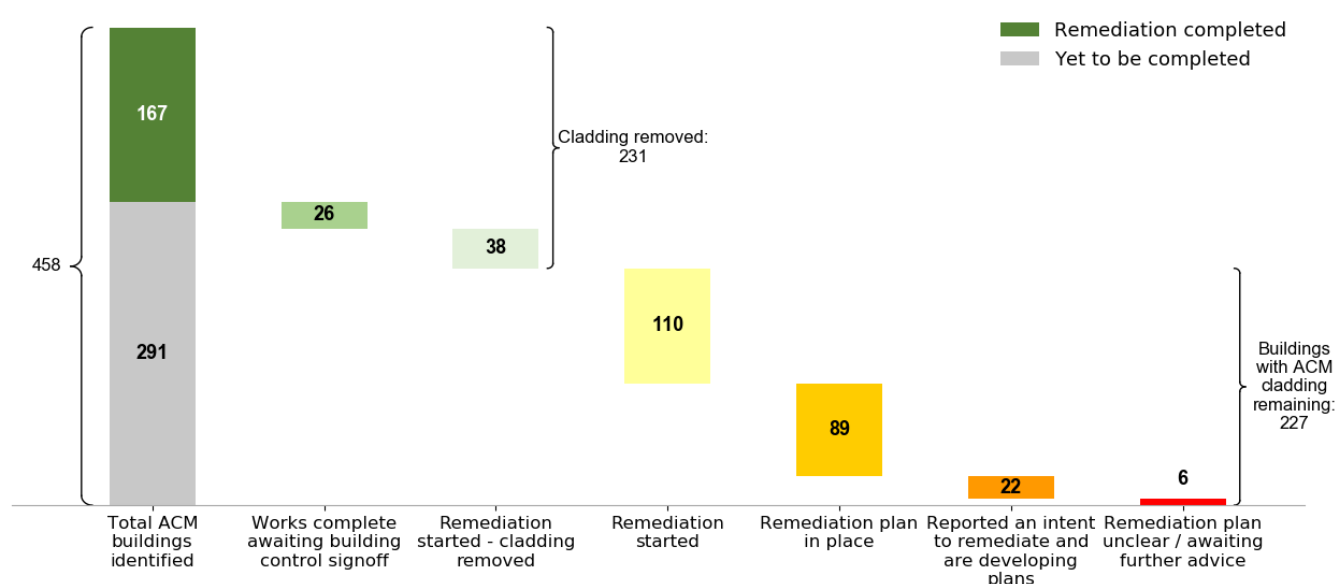 Remediation completed
Yet to be completed
167
Cladding removed:
231
26
38
458
110
291
Buildings
with ACM
cladding
remaining:
227
89
22
6
Total ACM
buildings
identified
Works complete
awaiting building
control signoff
Remediation
started - cladding
removed
Remediation
started
Remediation plan
in place
Reported an intent
to remediate and
are developing
plans
Remediation plan
unclear / awaiting
further advice